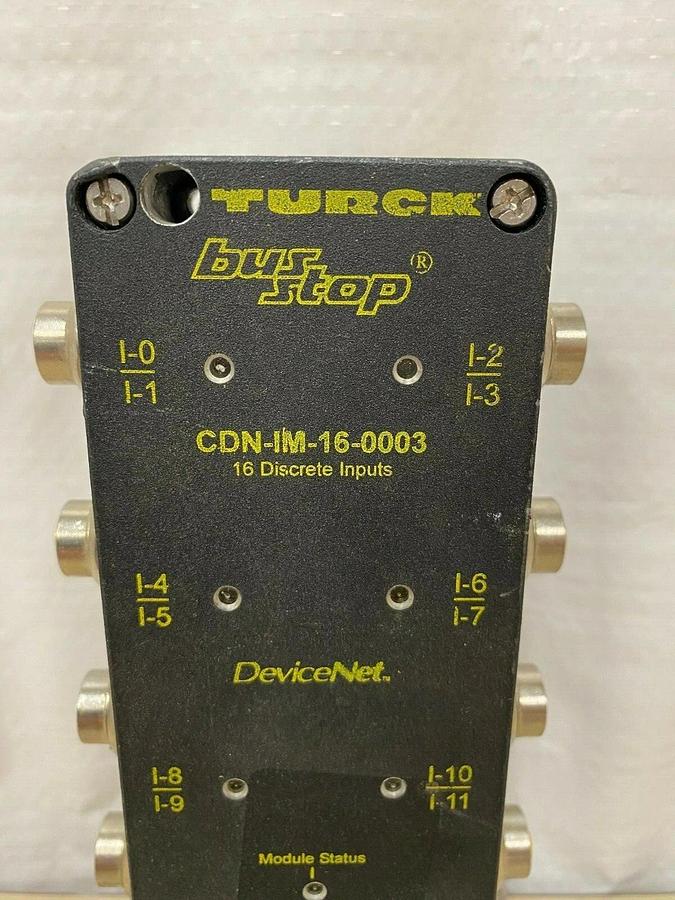 TURCK
bus stop®
I-0
I-1
I-2
I-3
CDN-IM-16-0003
16 Discrete Inputs
I-4
I-5
I-6
I-7
DeviceNet™
I-8
I-9
I-10
I-11
Module Status